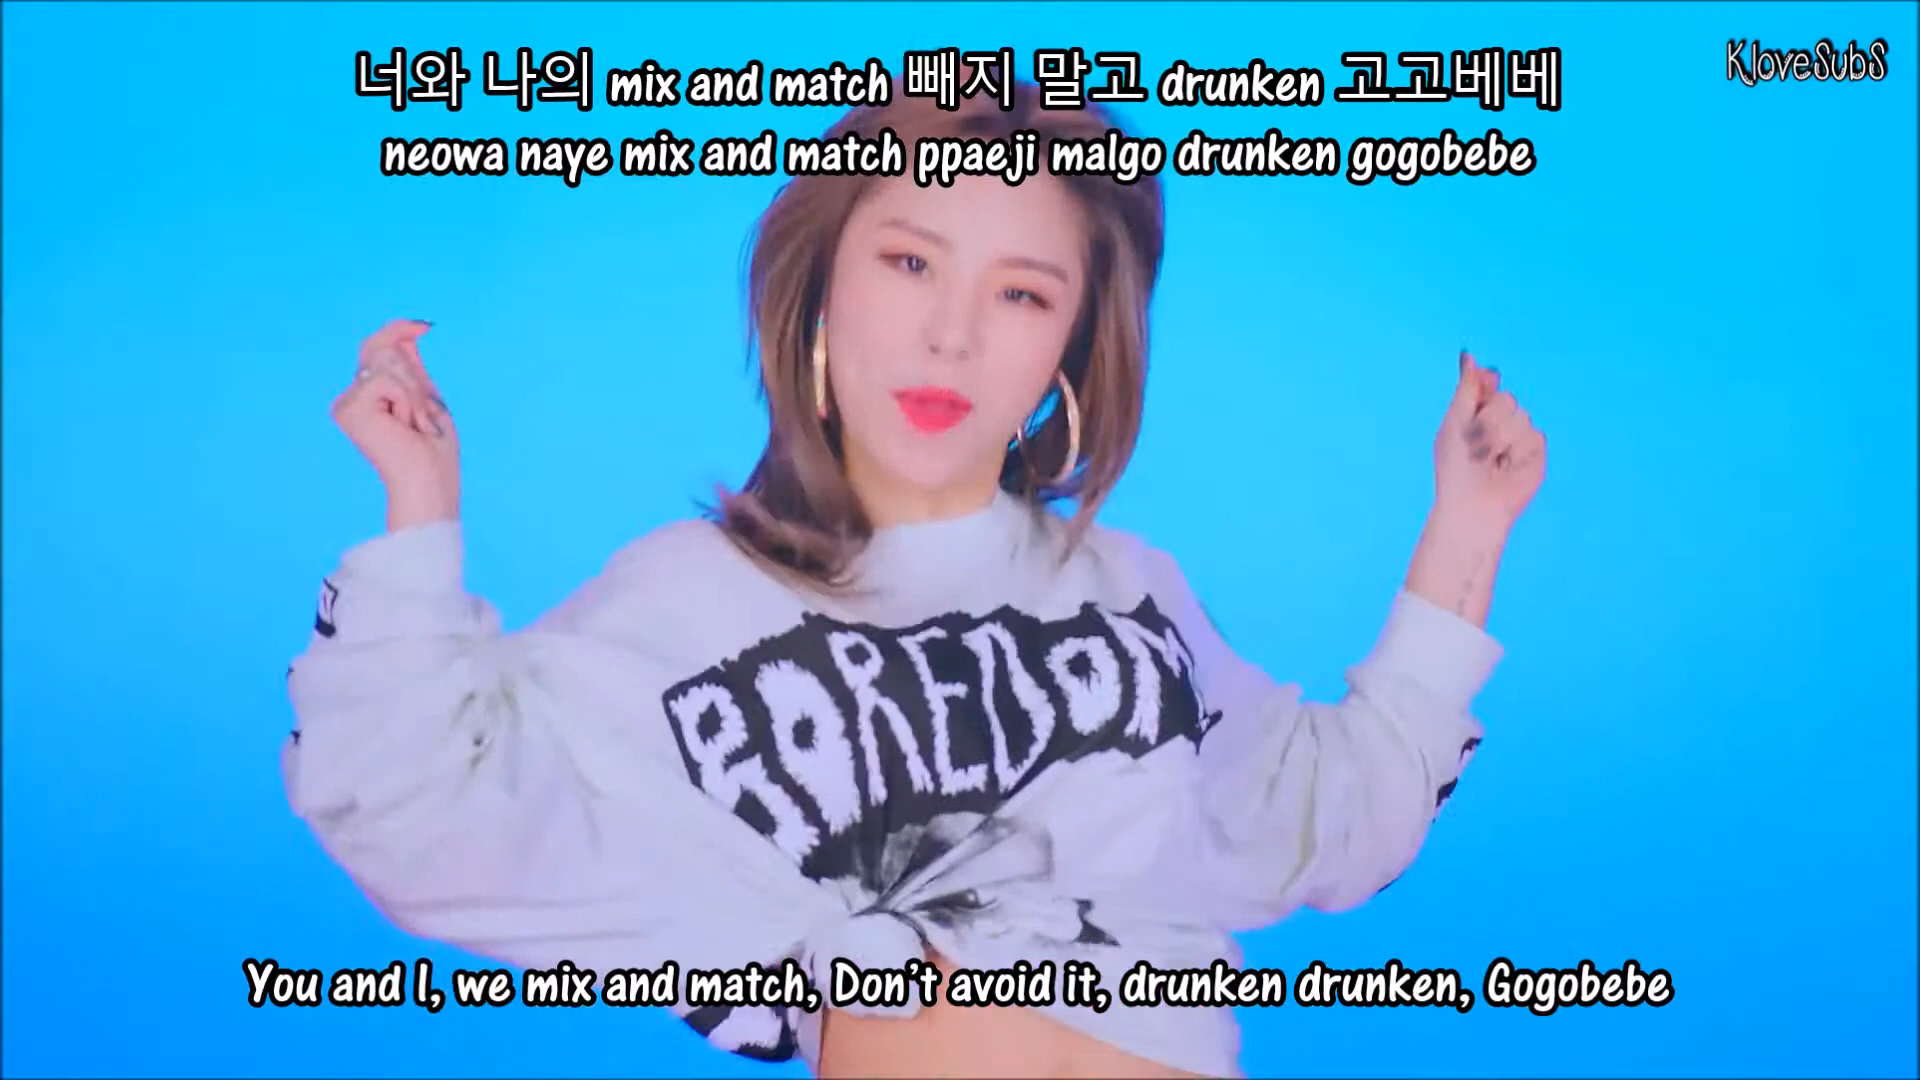 너와 나의 mix and match 빼지 말고 drunken 고고베베
KloveSubS
neowa naye mix and match ppaeji malgo drunken gogobebe
BOREDOM
You and I, we mix and match, Don't avoid it, drunken drunken, Gogobebe